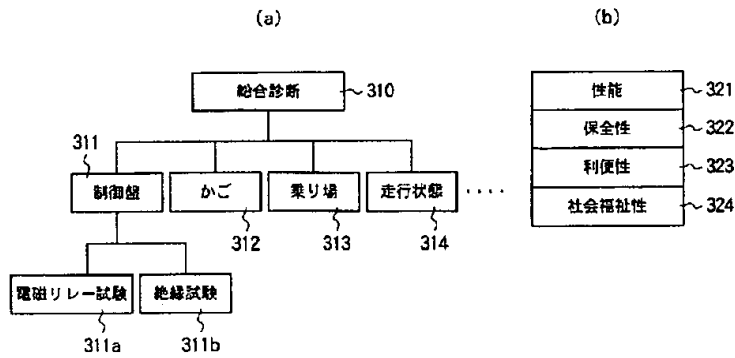 (a)
(b)
総合診断
310
311
制御盤
かご
乗り場
走行状態
‥‥
312
313
314
電磁リレー試験
絶縁試験
311a
311b
性能
321
保全性
322
利便性
323
社会福祉性
324